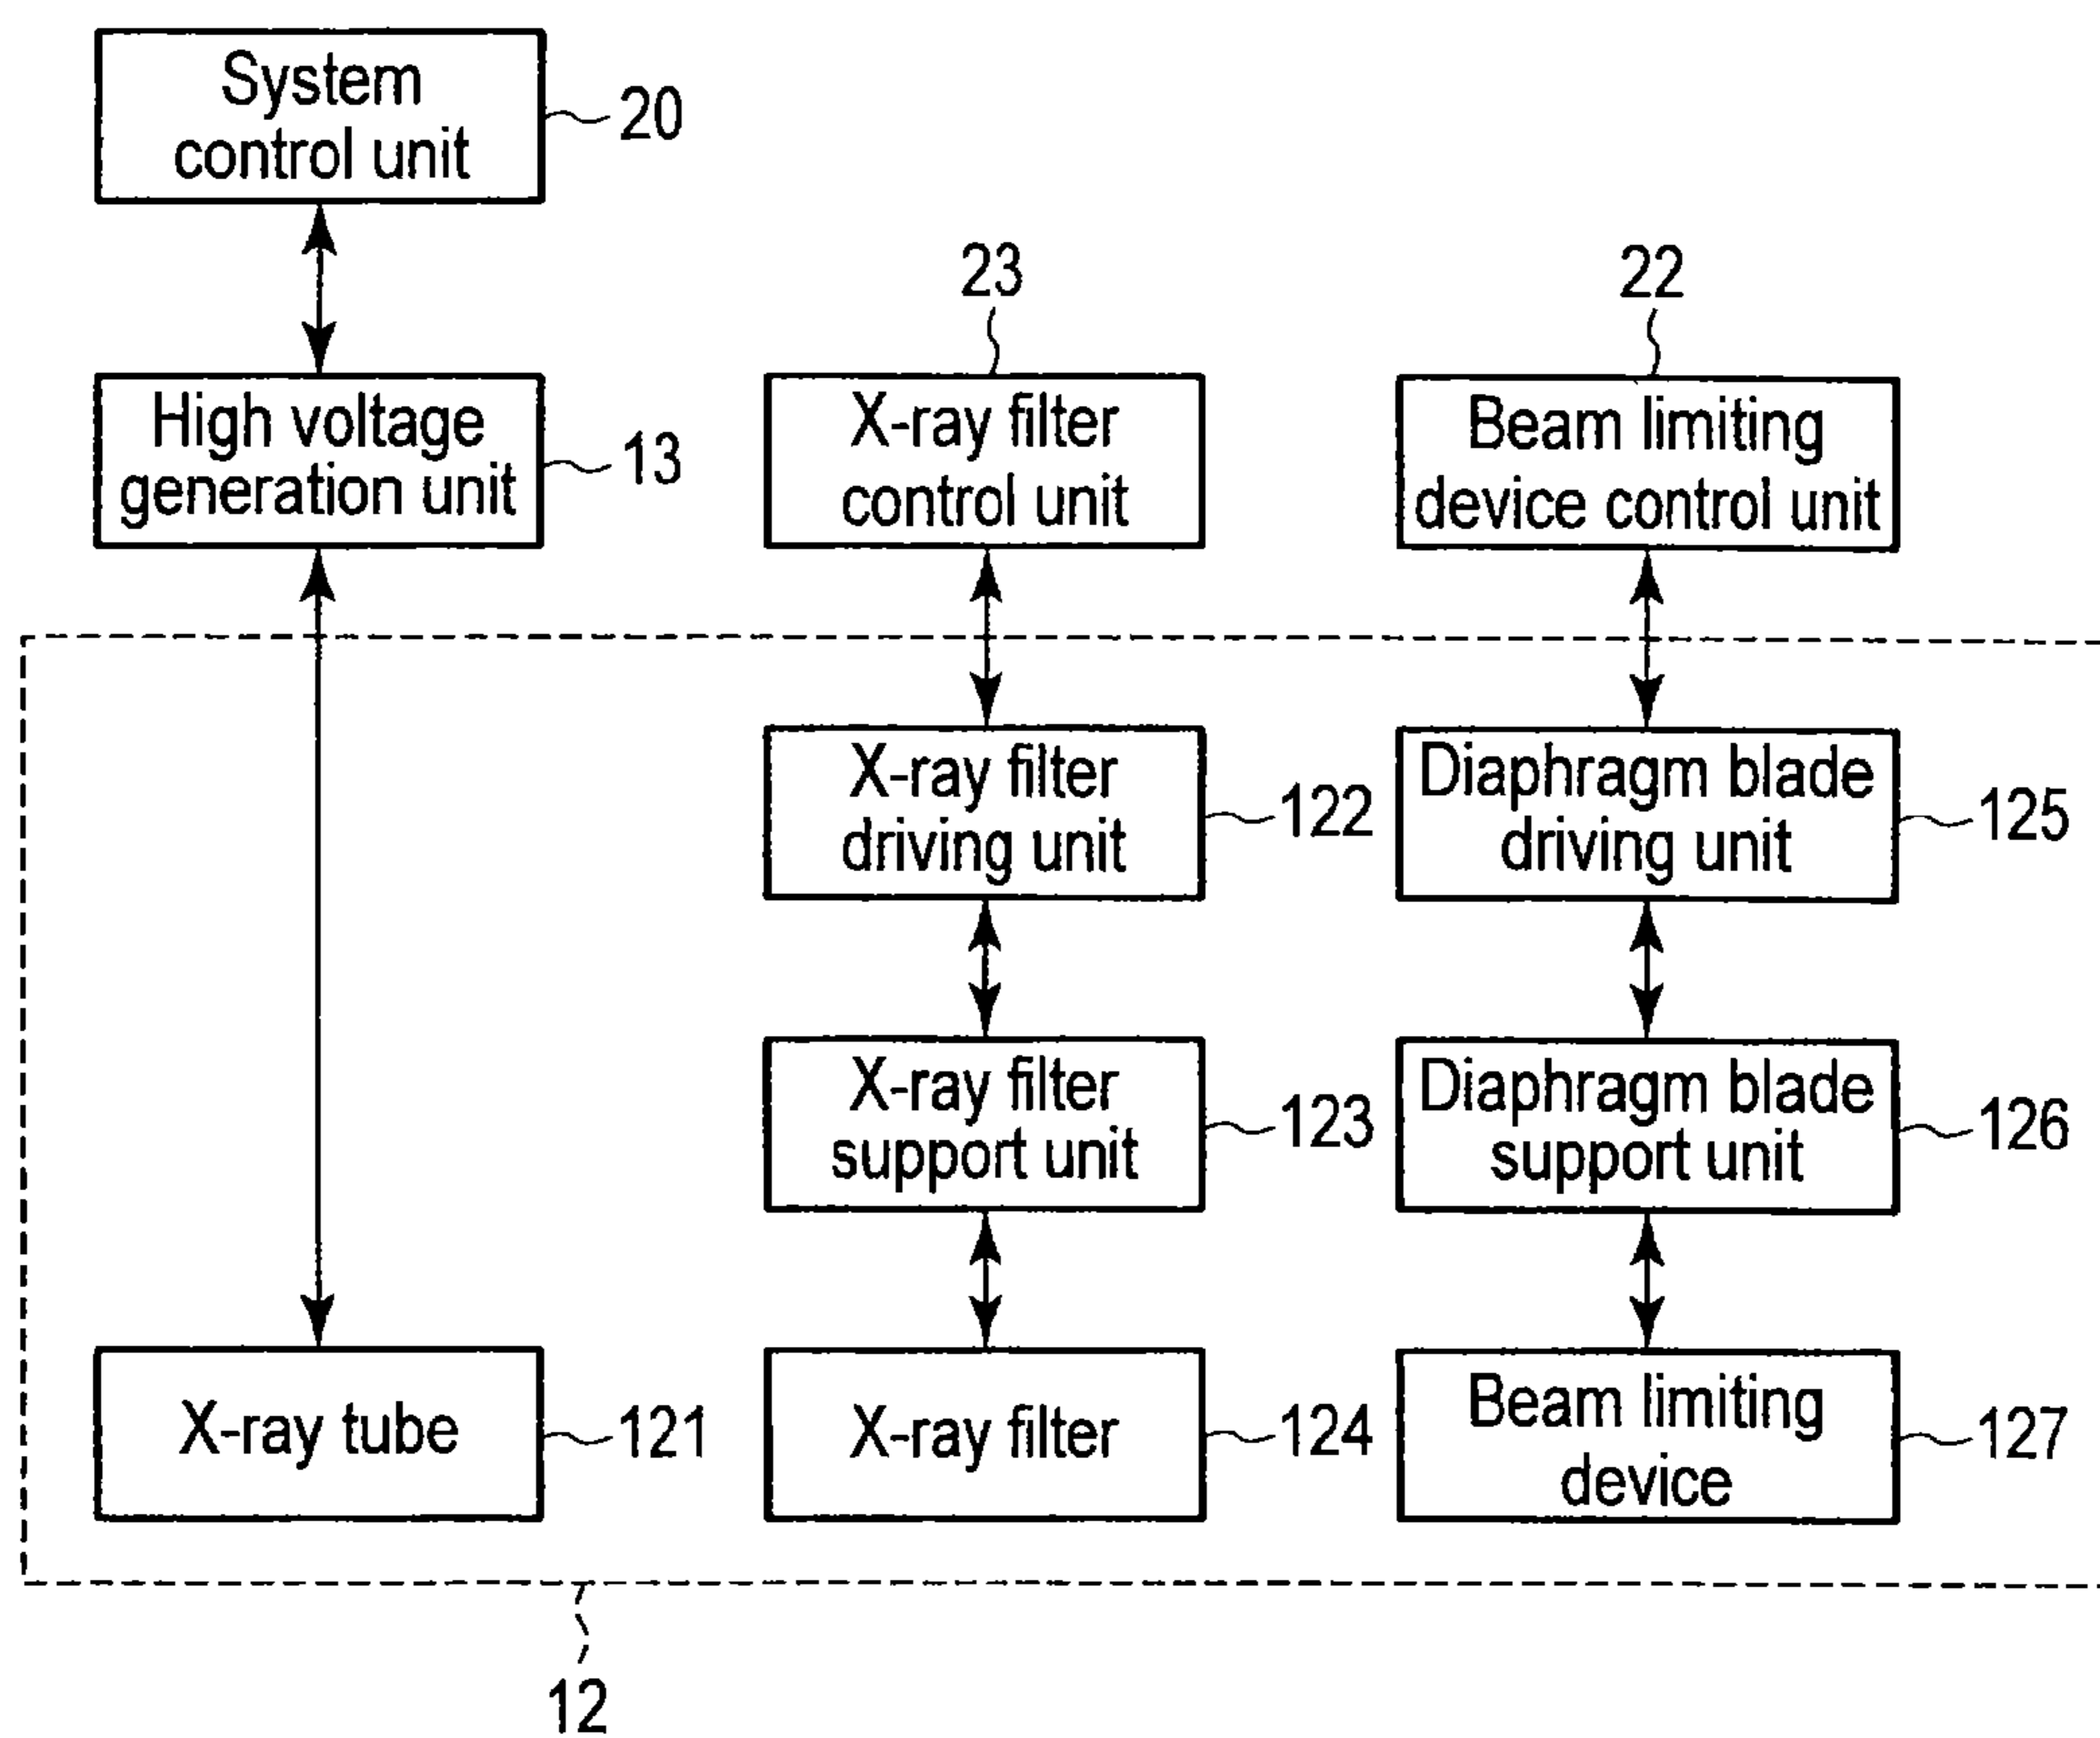 System
control unit
20
High voltage
generation unit
13
23
X-ray filter
control unit
22
Beam limiting
device control unit
X-ray filter
driving unit
122
Diaphragm blade
driving unit
125
X-ray filter
support unit
123
Diaphragm blade
support unit
126
X-ray tube
121
X-ray filter
124
Beam limiting
device
127
12